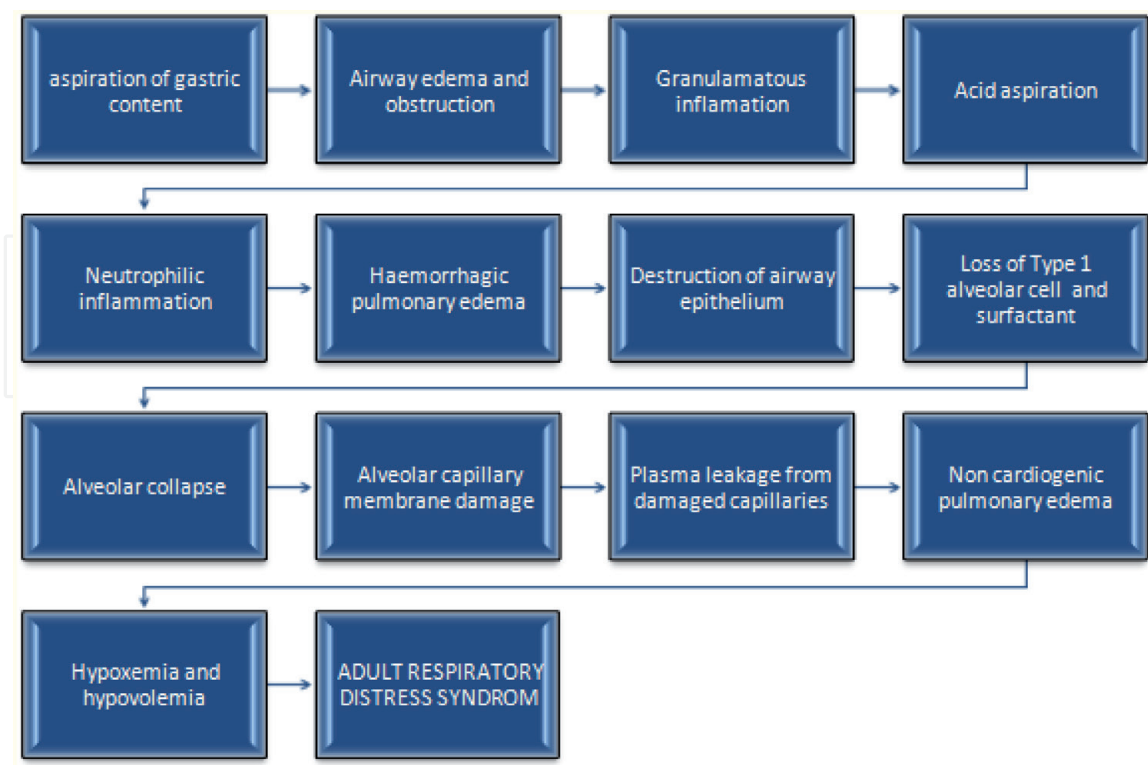 aspiration of gastric
content
Airway edema and
obstruction
Granulamatous
inflamation
Acid aspiration
Neutrophilic
inflammation
Haemorrhagic
pulmonary edema
Destruction of airway
epithelium
Loss of Type 1
alveolar cell and
surfactant
Alveolar collapse
Alveolar capillary
membrane damage
Plasma leakage from
damaged capillaries
Non cardiogenic
pulmonary edema
Hypoxemia and
hypovolemia
ADULT RESPIRATORY
DISTRESS SYNDROM